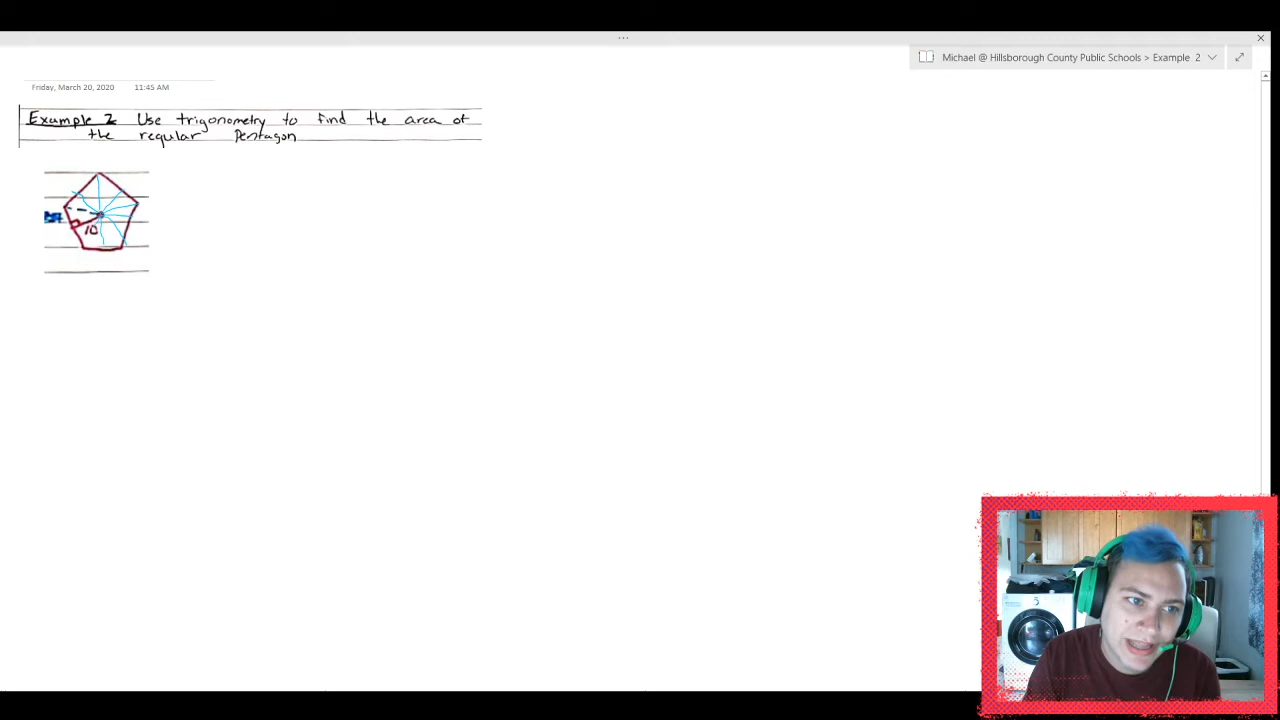 Michael @ Hillsborough County Public Schools > Example 2
Friday, March 20, 2020 11:45 AM
Example 2 Use trigonometry to find the area of
the regular Pentagon
10